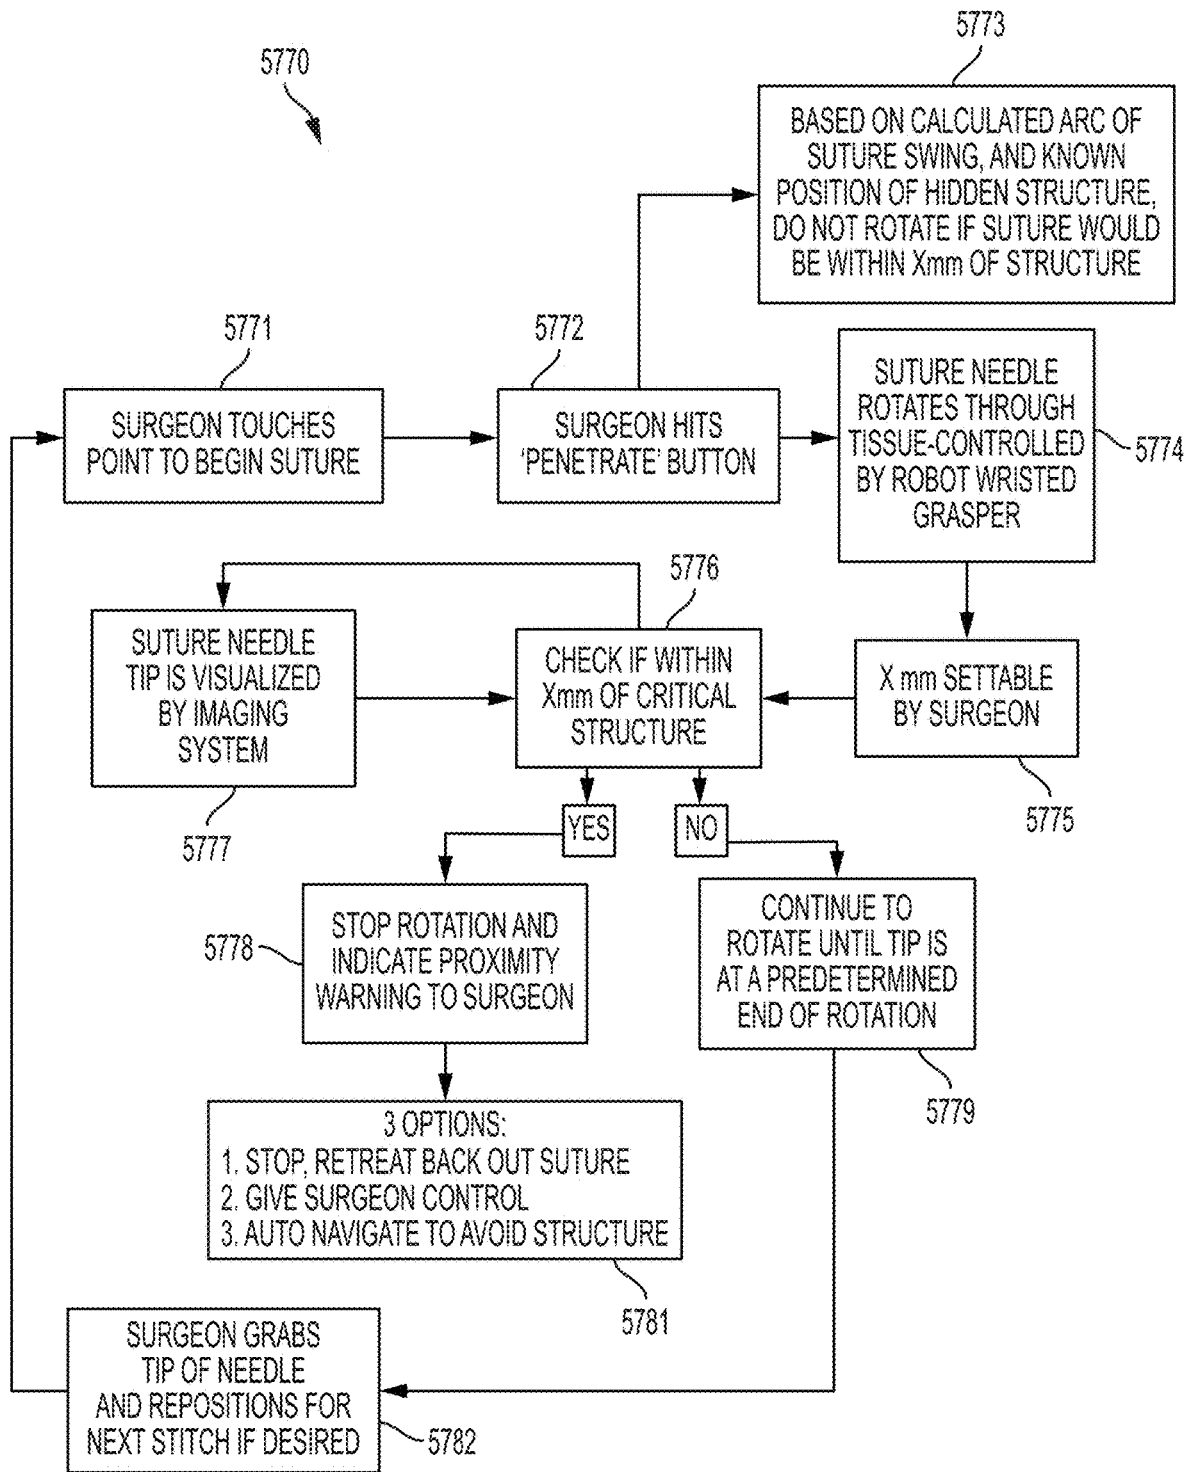 5770
5773
BASED ON CALCULATED ARC OF
SUTURE SWING, AND KNOWN
POSITION OF HIDDEN STRUCTURE,
DO NOT ROTATE IF SUTURE WOULD
BE WITHIN Xmm OF STRUCTURE
5771
SURGEON TOUCHES
POINT TO BEGIN SUTURE
5772
SURGEON HITS
'PENETRATE' BUTTON
SUTURE NEEDLE
ROTATES THROUGH
TISSUE-CONTROLLED
BY ROBOT WRISTED
GRASPER
5774
5776
SUTURE NEEDLE
TIP IS VISUALIZED
BY IMAGING
SYSTEM
5777
CHECK IF WITHIN
Xmm OF CRITICAL
STRUCTURE
X mm SETTABLE
BY SURGEON
5775
YES
NO
5778
STOP ROTATION AND
INDICATE PROXIMITY
WARNING TO SURGEON
CONTINUE TO
ROTATE UNTIL TIP IS
AT A PREDETERMINED
END OF ROTATION
5779
3 OPTIONS:
1. STOP, RETREAT BACK OUT SUTURE
2. GIVE SURGEON CONTROL
3. AUTO NAVIGATE TO AVOID STRUCTURE
5781
SURGEON GRABS
TIP OF NEEDLE
AND REPOSITIONS FOR
NEXT STITCH IF DESIRED
5782